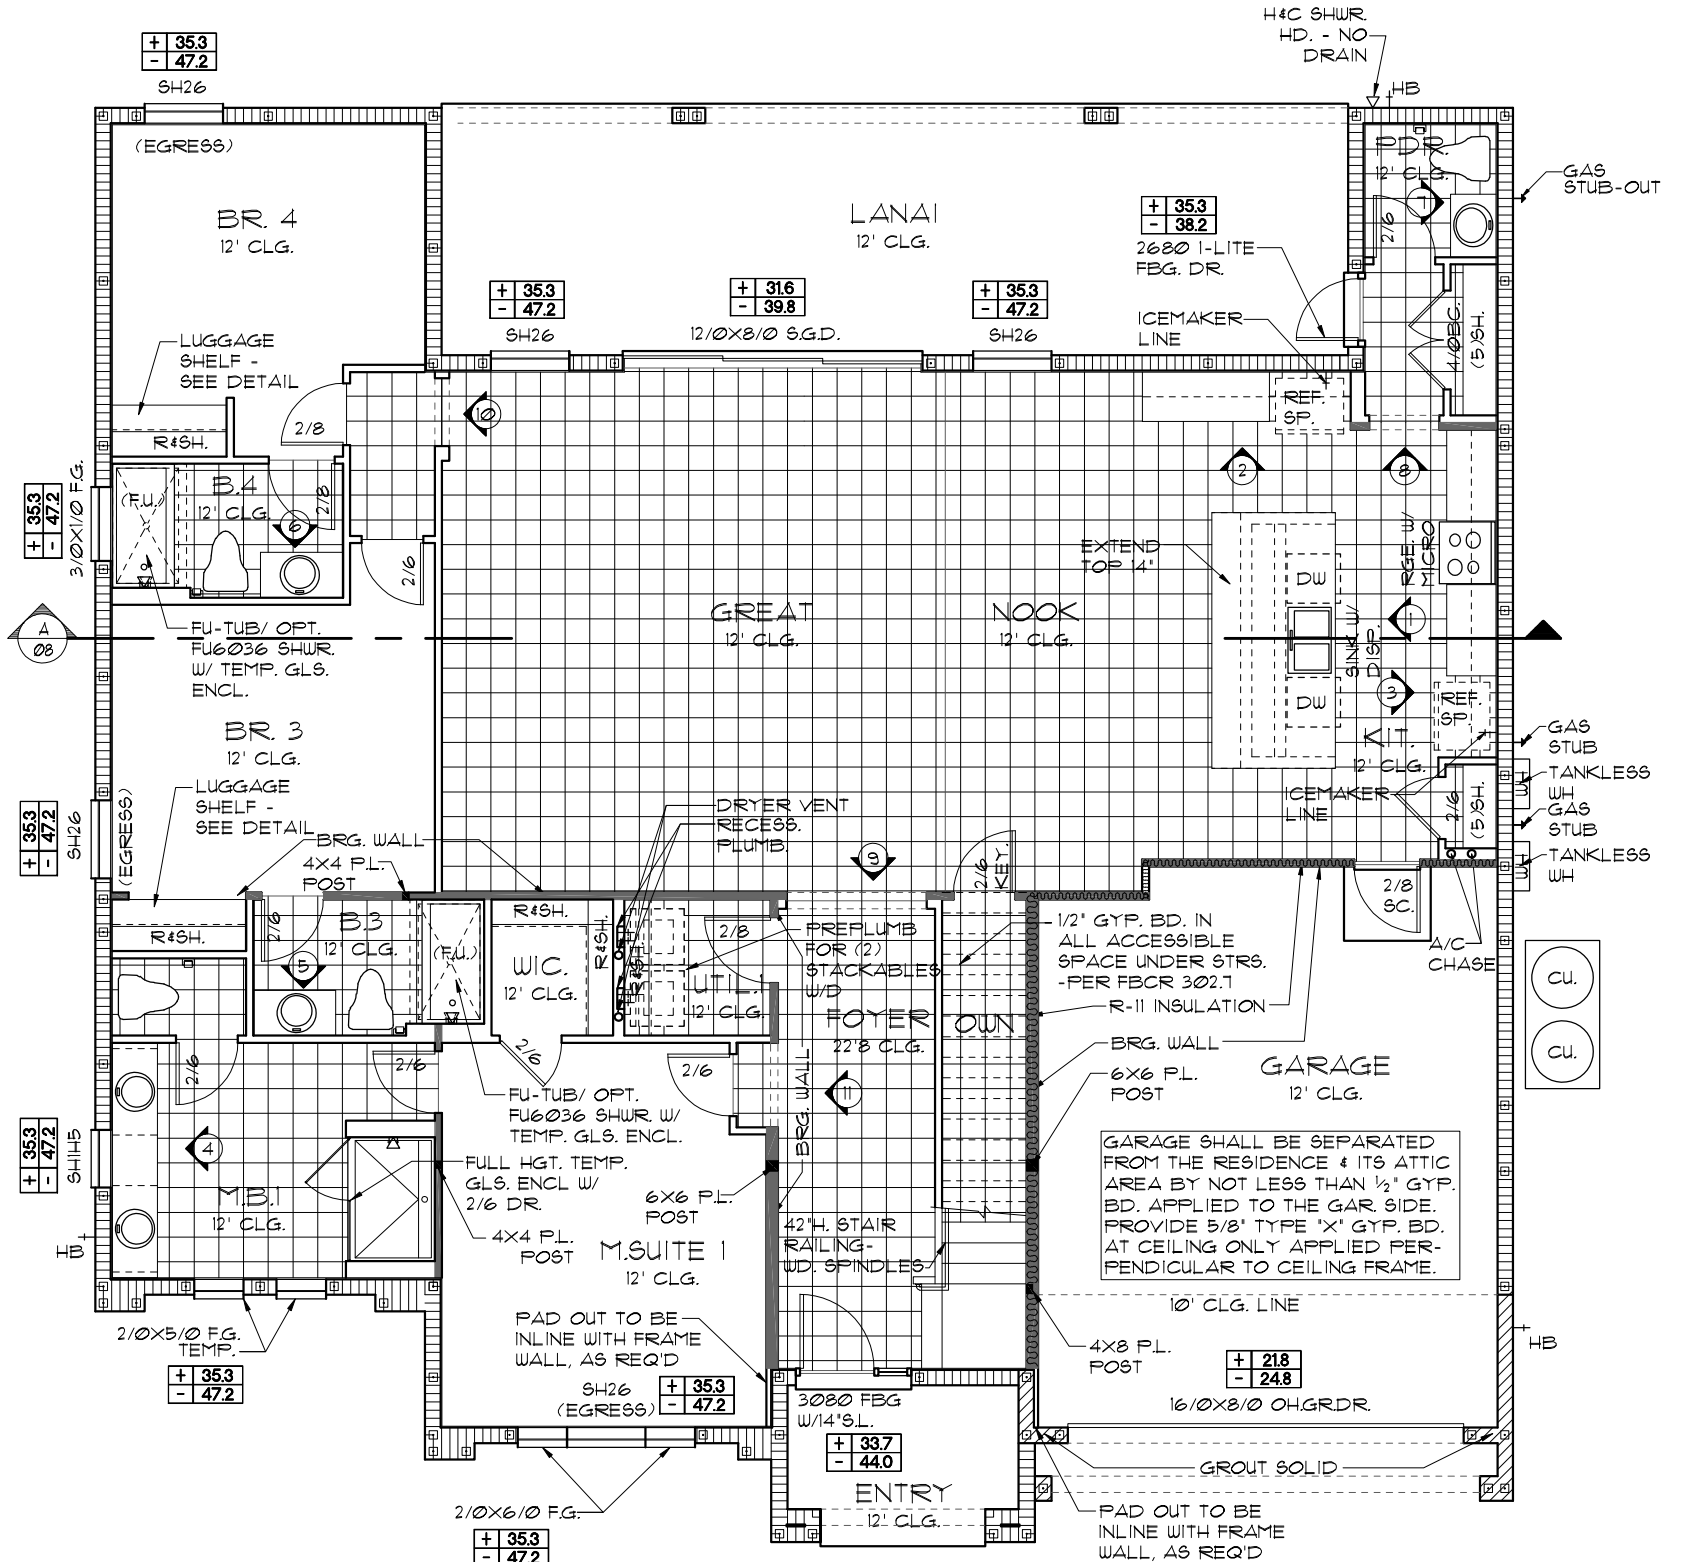 H&C SHWR.
HD. - NO
DRAIN
HB
+ 35.3
- 47.2
SH26
(EGRESS)
BR. 4
12' CLG.
LANAI
12' CLG.
+ 35.3
- 38.2
2680 1-LITE
FBG. DR.
PDR.
12' CLG.
7
2/6
GAS
STUB-OUT
+ 35.3
- 47.2
SH26
+ 31.6
- 39.8
12/0X8/0 S.G.D.
+ 35.3
- 47.2
SH26
ICEMAKER
LINE
4/0BC.
(5)SH.
LUGGAGE
SHELF -
SEE DETAIL
R&SH.
2/8
10
REF.
SP.
2
8
+ 35.3
- 47.2
3/0X1/0 F.G.
(F.U.)
B.4
12' CLG.
2/8
6
2/6
EXTEND
TOP 14"
DW
RGE. W/
MICRO
GREAT
12' CLG.
NOOK
12' CLG.
1
SINK W/
DISP.
A
08
FU-TUB/ OPT.
FU6036 SHWR.
W/ TEMP. GLS.
ENCL.
DW
3
REF.
SP.
KIT.
12' CLG.
GAS
STUB
TANKLESS
WH
GAS
STUB
TANKLESS
WH
BR. 3
12' CLG.
LUGGAGE
SHELF -
SEE DETAIL
+ 35.3
- 47.2
SH26
(EGRESS)
DRYER VENT
RECESS.
PLUMB.
ICEMAKER
LINE
2/6
(5)SH.
BRG. WALL
4X4 P.L.
POST
9
2/6
KEY.
2/8
SC.
A/C
CHASE
R&SH.
2/6
B.3
12' CLG.
5
(F.U.)
R&SH.
R&SH.
WIC.
12' CLG.
R&SH.
2/8
UTIL.1
12' CLG.
PREPLUMB
FOR (2)
STACKABLES
W/D
FOYER
22'8 CLG.
DWN
1/2" GYP. BD. IN
ALL ACCESSIBLE
SPACE UNDER STRS.
-PER FBCR 302.7
R-11 INSULATION
BRG. WALL
6X6 P.L.
POST
GARAGE
12' CLG.
CU.
CU.
2/6
2/6
2/6
2/6
FU-TUB/ OPT.
FU6036 SHWR. W/
TEMP. GLS. ENCL.
BRG. WALL
11
+ 35.3
- 47.2
SH1H5
4
M.B.1
12' CLG.
HB
FULL HGT. TEMP.
GLS. ENCL W/
2/6 DR.
4X4 P.L.
POST
6X6 P.L.
POST
M.SUITE 1
12' CLG.
42"H. STAIR
RAILING-
WD. SPINDLES
GARAGE SHALL BE SEPARATED
FROM THE RESIDENCE & ITS ATTIC
AREA BY NOT LESS THAN ½" GYP.
BD. APPLIED TO THE GAR. SIDE.
PROVIDE 5/8" TYPE "X" GYP. BD.
AT CEILING ONLY APPLIED PER-
PENDICULAR TO CEILING FRAME.
10' CLG. LINE
HB
2/0X5/0 F.G.
TEMP.
+ 35.3
- 47.2
PAD OUT TO BE
INLINE WITH FRAME
WALL, AS REQ'D
SH26
(EGRESS)
+ 35.3
- 47.2
4X8 P.L.
POST
+ 21.8
- 24.8
16/0X8/0 OH.GR.DR.
3080 FBG
W/14"S.L.
+ 33.7
- 44.0
ENTRY
12' CLG.
GROUT SOLID
2/0X6/0 F.G.
+ 35.3
- 47.2
PAD OUT TO BE
INLINE WITH FRAME
WALL, AS REQ'D